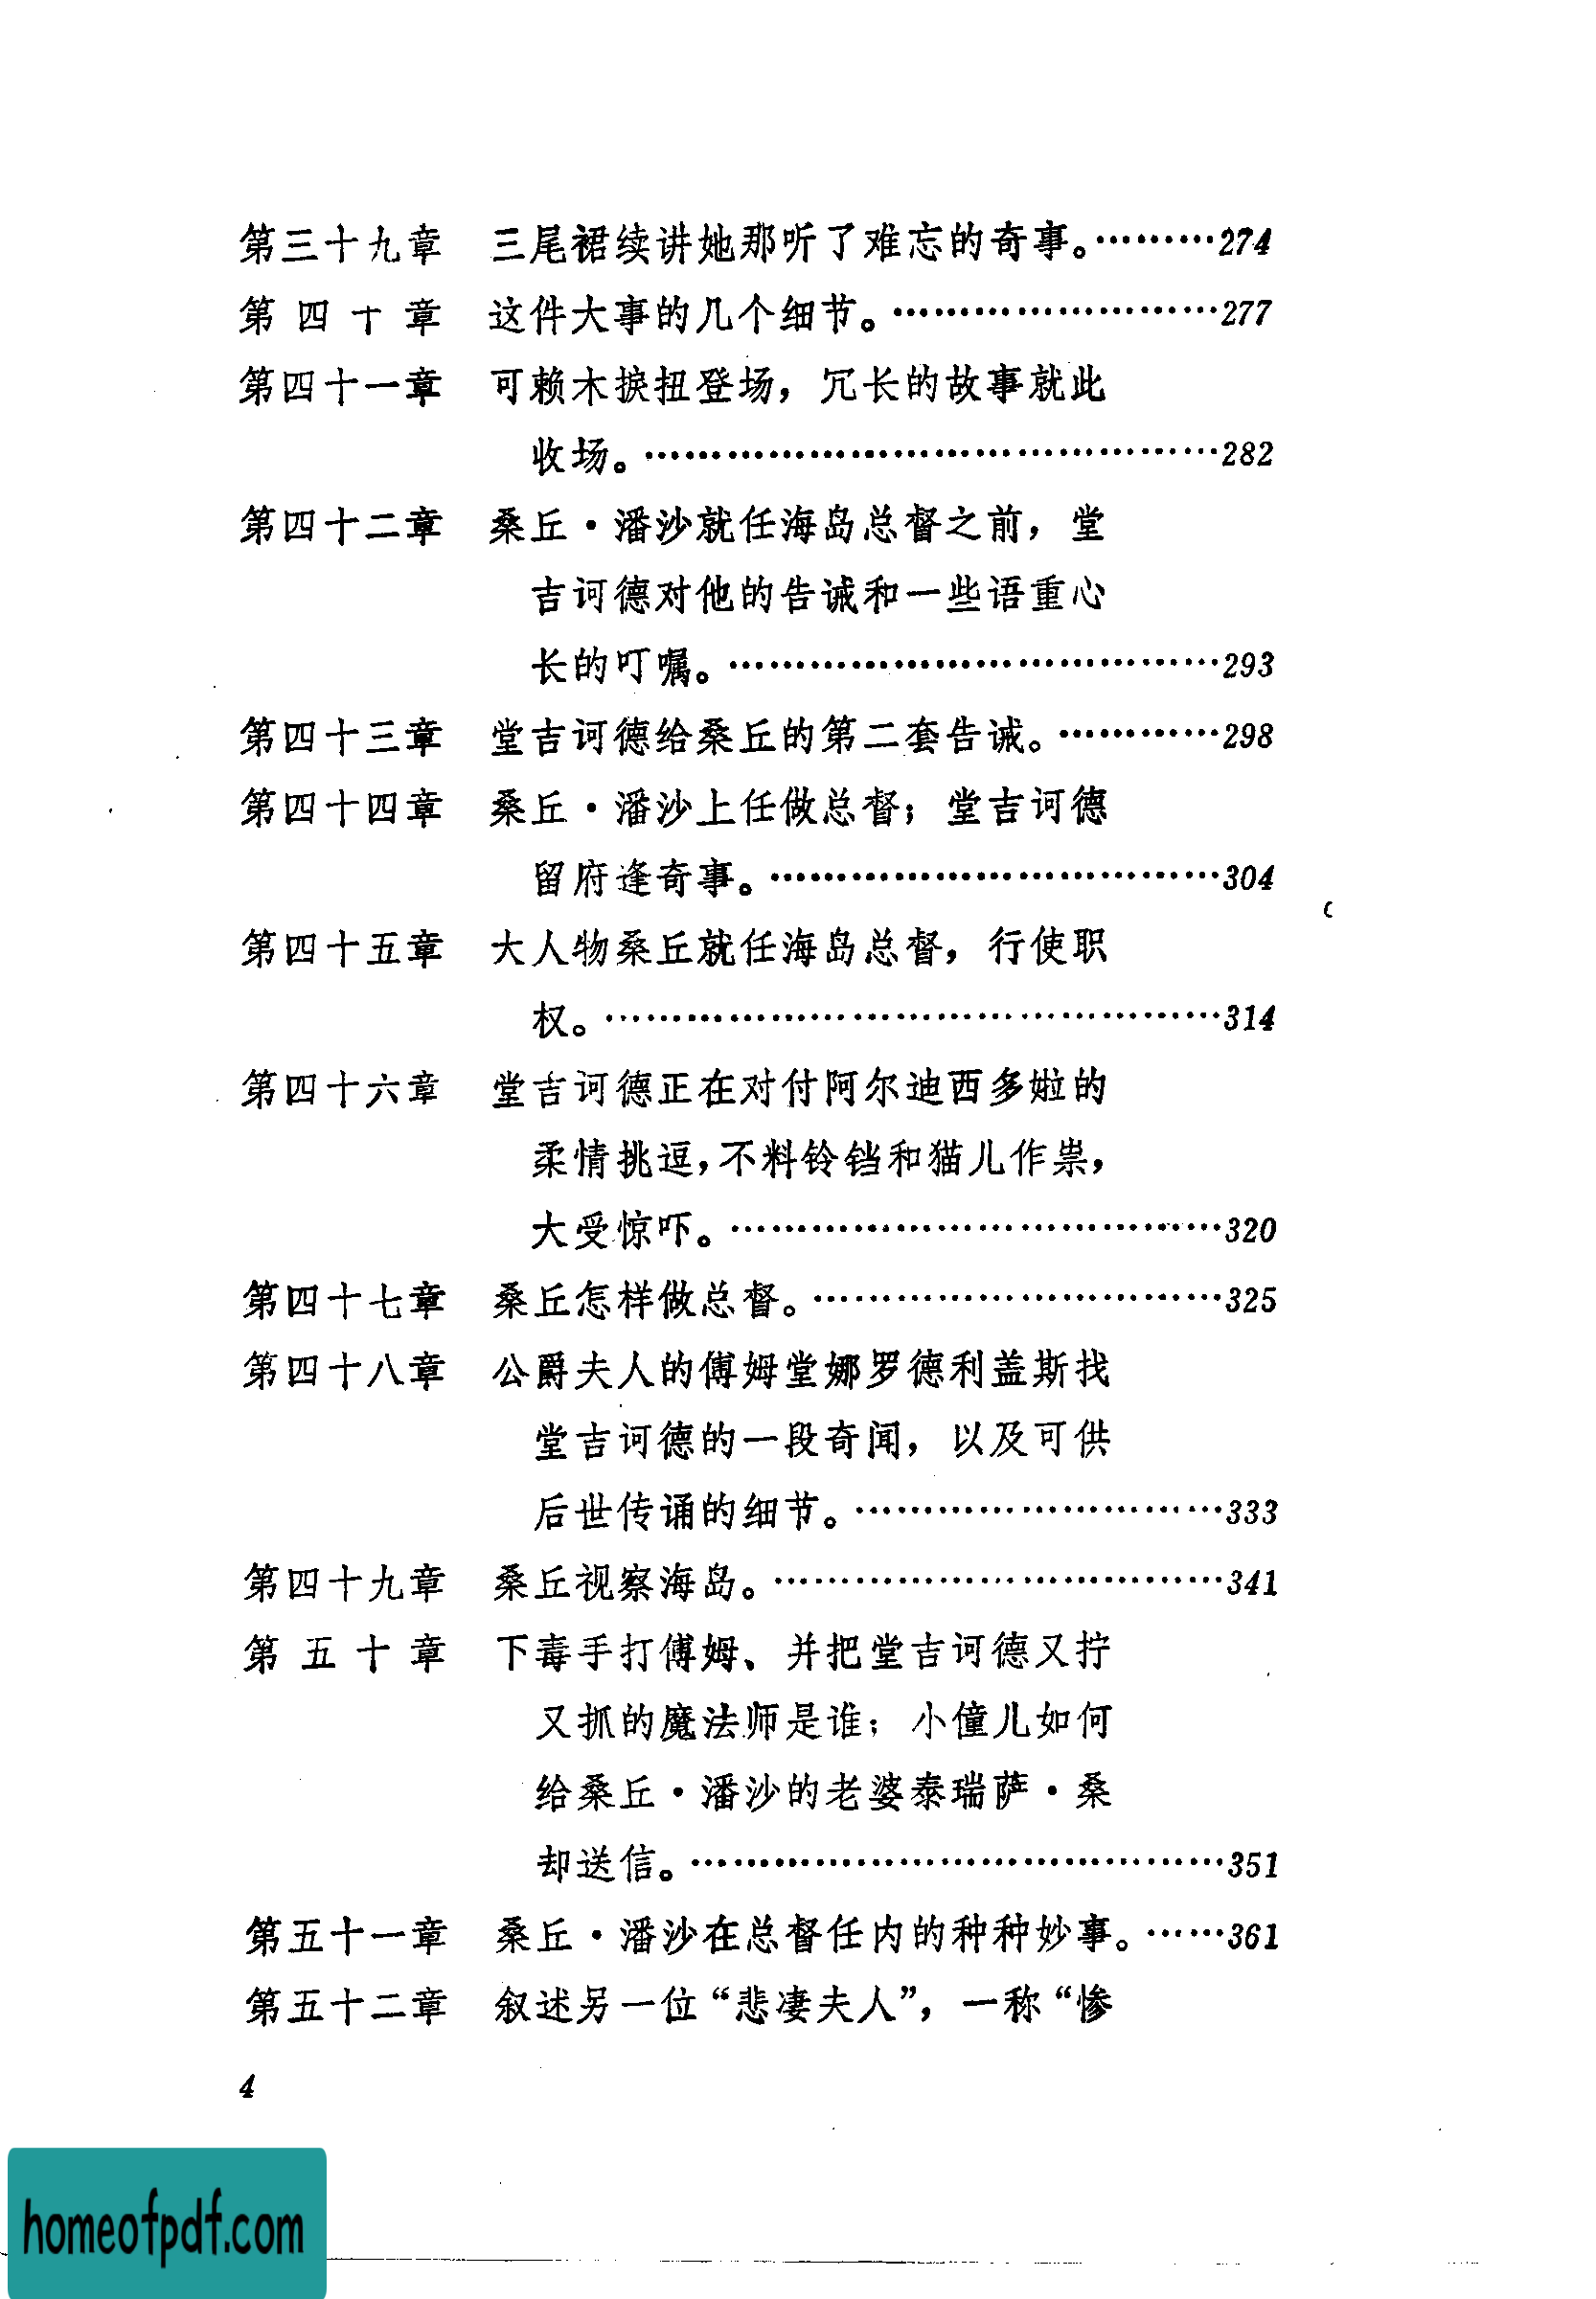 第三十九章 三尾裙续讲她那听了难忘的奇事。………274
第四十章 这件大事的几个细节。……………………277
第四十一章 可赖木捩扭登场，冗长的故事就此
收场。……………………………………282
第四十二章 桑丘·潘沙就任海岛总督之前，堂
吉诃德对他的告诫和一些语重心
长的叮嘱。………………………………293
第四十三章 堂吉诃德给桑丘的第二套告诫。…………298
第四十四章 桑丘·潘沙上任做总督；堂吉诃德
留府逢奇事。……………………………304
第四十五章 大人物桑丘就任海岛总督，行使职
权。………………………………………314
第四十六章 堂吉诃德正在对付阿尔迪西多啦的
柔情挑逗，不料铃铛和猫儿作祟，
大受惊吓。………………………………320
第四十七章 桑丘怎样做总督。…………………………325
第四十八章 公爵夫人的傅姆堂娜罗德利盖斯找
堂吉诃德的一段奇闻，以及可供
后世传诵的细节。………………………333
第四十九章 桑丘视察海岛。……………………………341
第五十章 下毒手打傅姆、并把堂吉诃德又拧
又抓的魔法师是谁；小僮儿如何
给桑丘·潘沙的老婆泰瑞萨·桑
却送信。…………………………………351
第五十一章 桑丘·潘沙在总督任内的种种妙事。……361
第五十二章 叙述另一位“悲凄夫人”，一称“惨
4
homeofpdf.com